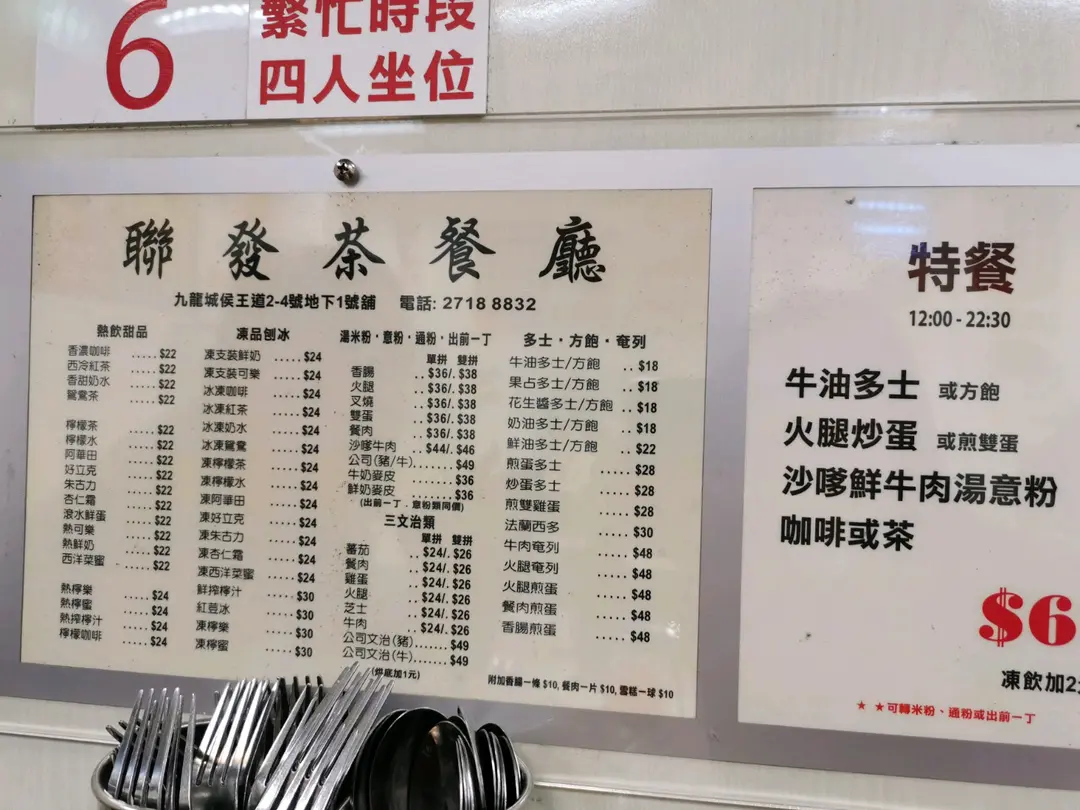 6
繁忙時段
四人坐位
聯發茶餐廳
九龍城侯王道2-4號地下1號舖 電話: 2718 8832
熱飲甜品
香濃咖啡 .....$22
西冷紅茶 .....$22
香甜奶水 .....$22
鴛鴦茶 .....$22
檸檬茶 .....$22
檸檬水 .....$22
阿華田 .....$22
好立克 .....$22
朱古力 .....$22
杏仁霜 .....$22
滾水鮮蛋 .....$22
熱可樂 .....$22
熱鮮奶 .....$22
西洋菜蜜 .....$22
熱檸樂 .....$24
熱檸蜜 .....$24
熱搾檸汁 .....$24
檸檬咖啡 .....$24
凍品刨冰
凍支裝鮮奶 .....$24
凍支裝可樂 .....$24
冰凍咖啡 .....$24
冰凍紅茶 .....$24
冰凍奶水 .....$24
冰凍鴛鴦 .....$24
凍檸檬茶 .....$24
凍檸檬水 .....$24
凍阿華田 .....$24
凍好立克 .....$24
凍朱古力 .....$24
凍杏仁霜 .....$24
凍西洋菜蜜 .....$24
鮮搾檸汁 .....$30
紅荳冰 .....$30
凍檸樂 .....$30
凍檸蜜 .....$30
湯米粉・意粉・通粉・出前一丁
單拼 雙拼
香腸 ..$36/. $38
火腿 ..$36/. $38
叉燒 ..$36/. $38
雙蛋 ..$36/. $38
餐肉 ..$36/. $38
沙嗲牛肉 ..$44/. $46
公司(豬/牛).......$49
牛奶麥皮 .......$36
鮮奶麥皮 .......$36
(出前一丁．意粉類同價)
三文治類
單拼 雙拼
蕃茄 ..$24/. $26
餐肉 ..$24/. $26
雞蛋 ..$24/. $26
火腿 ..$24/. $26
芝士 ..$24/. $26
牛肉 ..$24/. $26
公司文治(豬).......$49
公司文治(牛).......$49
(烘底加1元)
多士・方飽・奄列
牛油多士/方飽 ..$18
果占多士/方飽 ..$18
花生醬多士/方飽 ..$18
奶油多士/方飽 ..$18
鮮油多士/方飽 ..$22
煎蛋多士 .....$28
炒蛋多士 .....$28
煎雙雞蛋 .....$28
法蘭西多 .....$30
牛肉奄列 .....$48
火腿奄列 .....$48
火腿煎蛋 .....$48
餐肉煎蛋 .....$48
香腸煎蛋 .....$48
附加香腸一條 $10, 餐肉一片 $10, 雪糕一球 $10
特餐
12:00 - 22:30
牛油多士 或方飽
火腿炒蛋 或煎雙蛋
沙嗲鮮牛肉湯意粉
咖啡或茶
$6
凍飲加2
★ ★可轉米粉、通粉或出前一丁